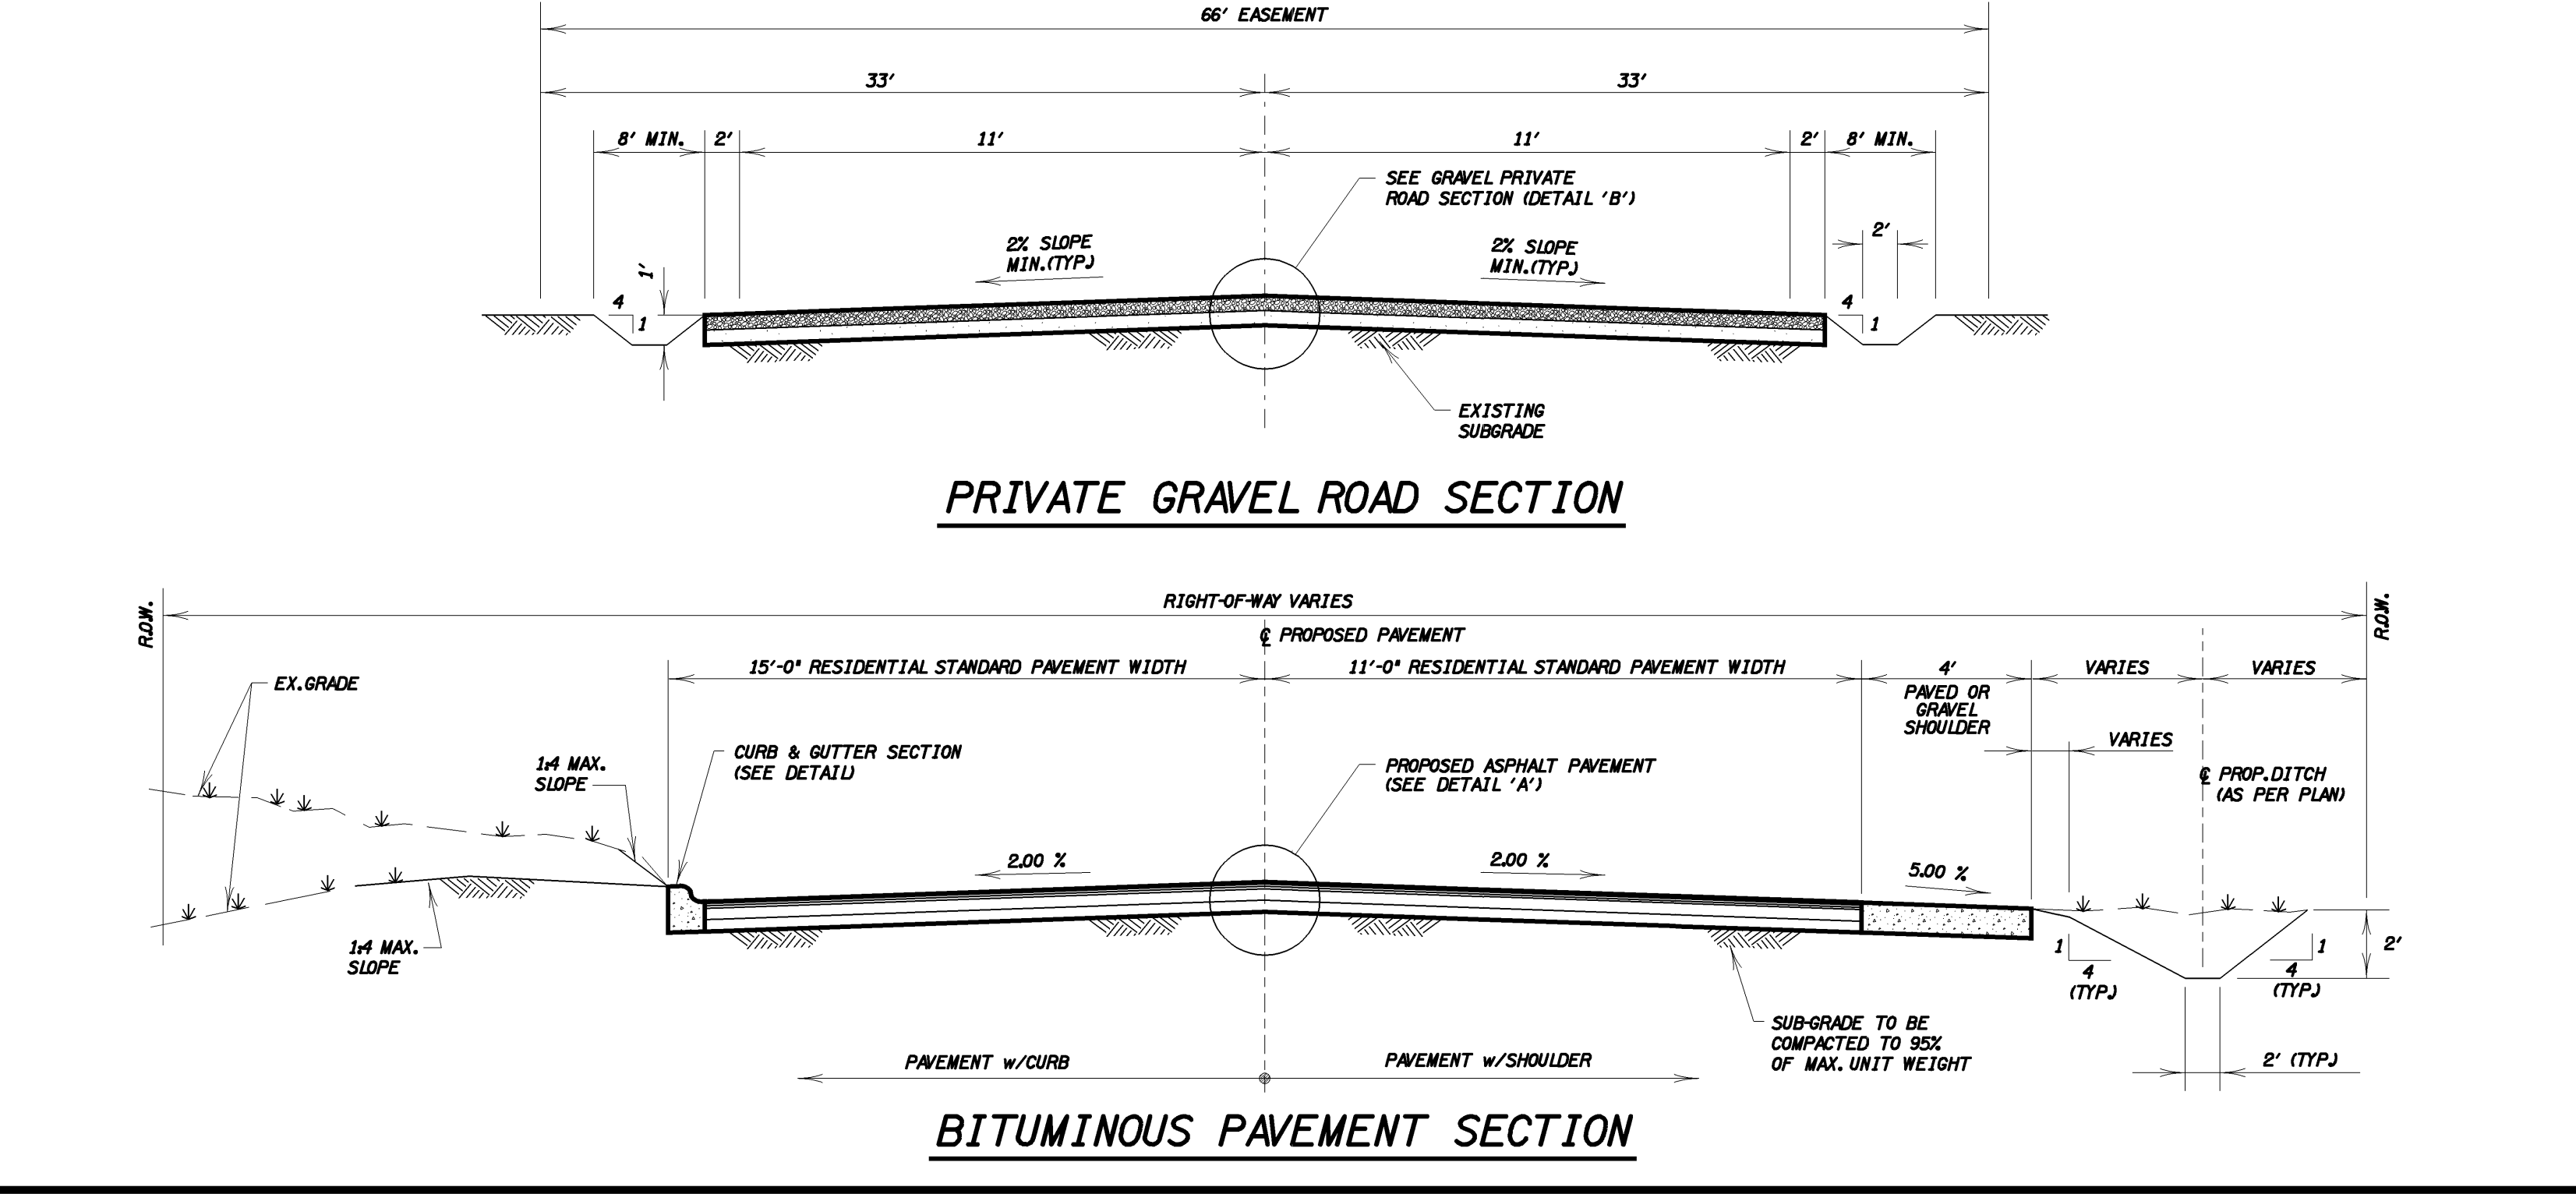 66' EASEMENT
33' 33'
8' MIN. 2' 11' 11' 2' 8' MIN.
SEE GRAVEL PRIVATE
ROAD SECTION (DETAIL 'B')
2'
2% SLOPE
MIN.(TYP.)
2% SLOPE
MIN.(TYP.)
1'
4
1
4
1
EXISTING
SUBGRADE
PRIVATE GRAVEL ROAD SECTION
R.O.W.
RIGHT-OF-WAY VARIES
R.O.W.
℄ PROPOSED PAVEMENT
15'-0" RESIDENTIAL STANDARD PAVEMENT WIDTH 11'-0" RESIDENTIAL STANDARD PAVEMENT WIDTH 4' VARIES VARIES
PAVED OR
GRAVEL
SHOULDER
EX.GRADE
VARIES
1:4 MAX.
SLOPE
CURB & GUTTER SECTION
(SEE DETAIL)
PROPOSED ASPHALT PAVEMENT
(SEE DETAIL 'A')
℄ PROP.DITCH
(AS PER PLAN)
2.00 % 2.00 % 5.00 %
1:4 MAX.
SLOPE
1
4
(TYP.)
1
4
(TYP.)
2'
SUB-GRADE TO BE
COMPACTED TO 95%
OF MAX. UNIT WEIGHT
PAVEMENT w/CURB PAVEMENT w/SHOULDER
2' (TYP.)
BITUMINOUS PAVEMENT SECTION